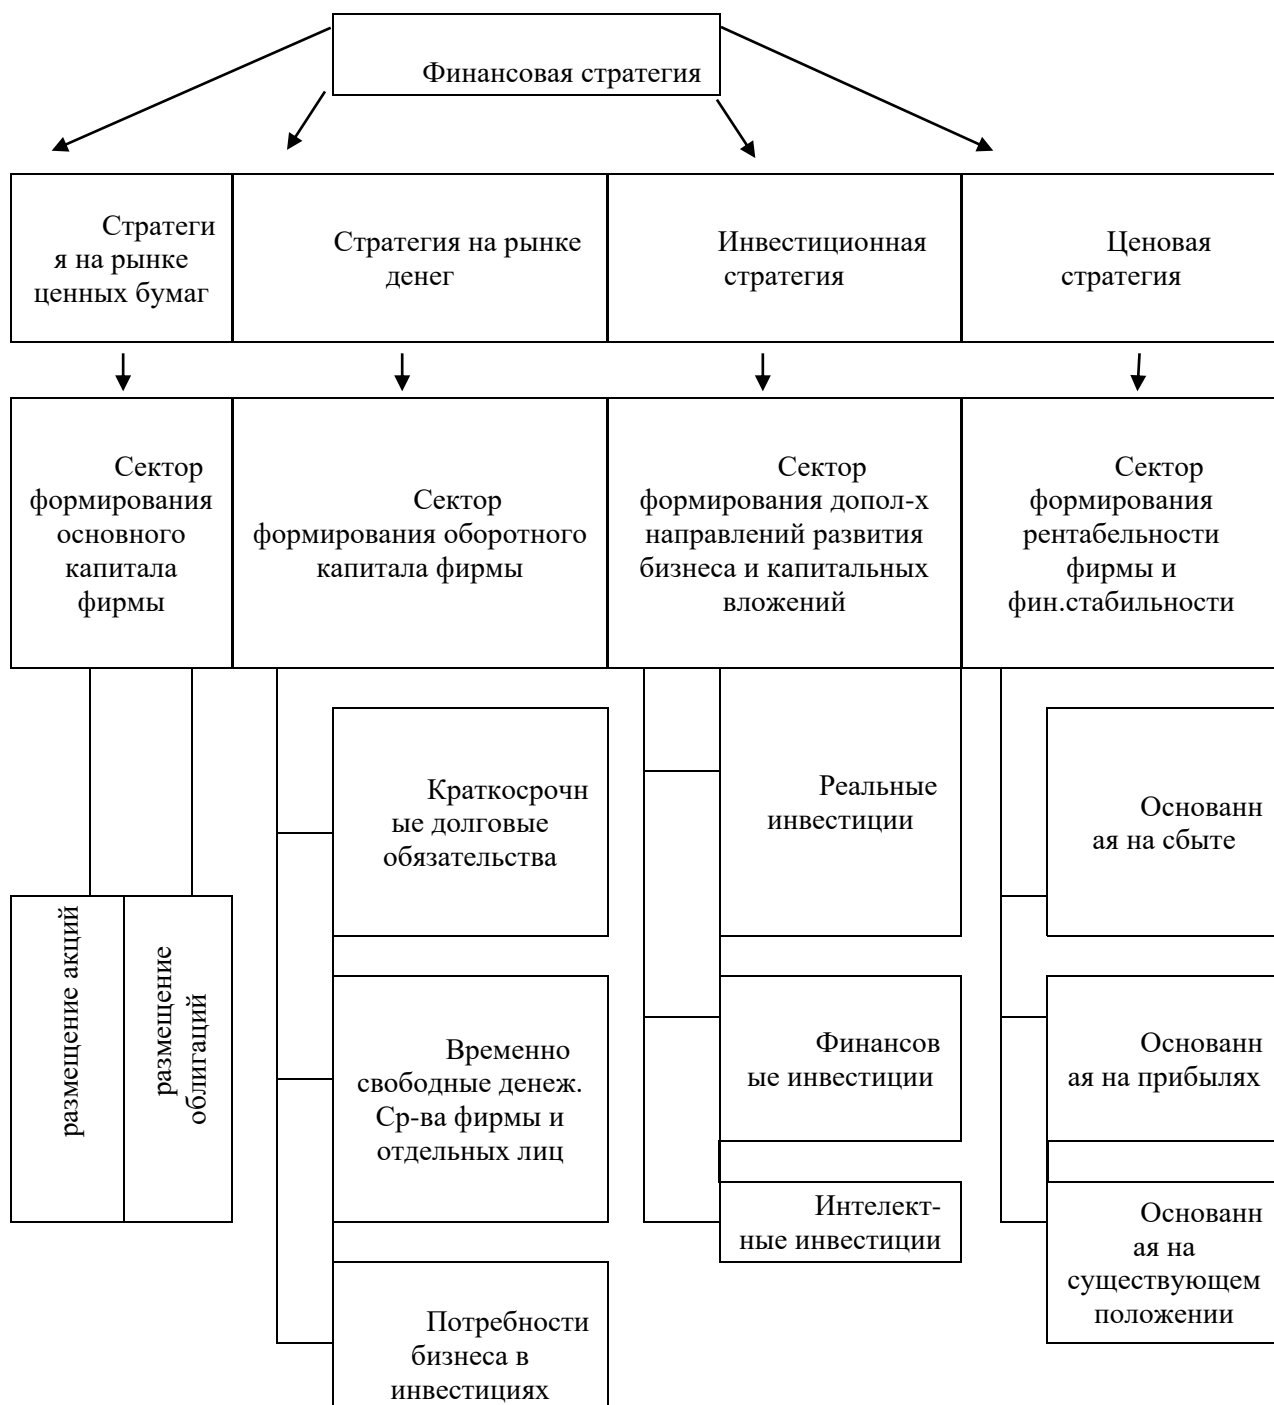 Финансовая стратегия
Стратеги
я на рынке
ценных бумаг
Стратегия на рынке
денег
Инвестиционная
стратегия
Ценовая
стратегия
Сектор
формирования
основного
капитала
фирмы
Сектор
формирования оборотного
капитала фирмы
Сектор
формирования допол-х
направлений развития
бизнеса и капитальных
вложений
Сектор
формирования
рентабельности
фирмы и
фин.стабильности
размещение акций
размещение
облигаций
Краткосрочн
ые долговые
обязательства
Временно
свободные денеж.
Ср-ва фирмы и
отдельных лиц
Потребности
бизнеса в
инвестициях
Реальные
инвестиции
Финансов
ые инвестиции
Интелект-
ные инвестиции
Основанн
ая на сбыте
Основанн
ая на прибылях
Основанн
ая на
существующем
положении